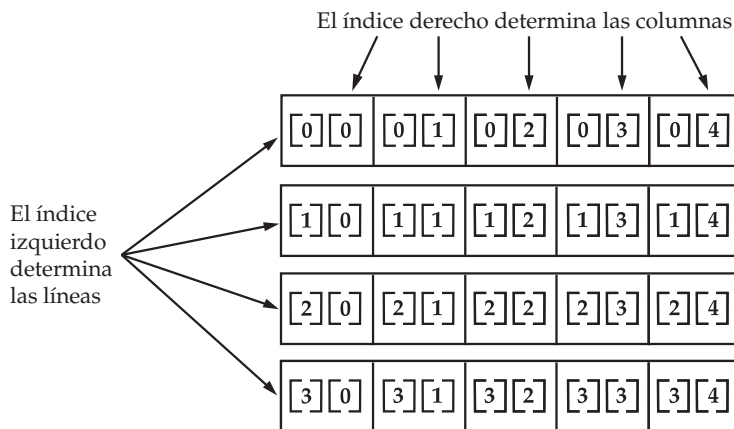 El índice derecho determina las columnas
[0][0] [0][1] [0][2] [0][3] [0][4]
[1][0] [1][1] [1][2] [1][3] [1][4]
[2][0] [2][1] [2][2] [2][3] [2][4]
[3][0] [3][1] [3][2] [3][3] [3][4]
El índice
izquierdo
determina
las líneas